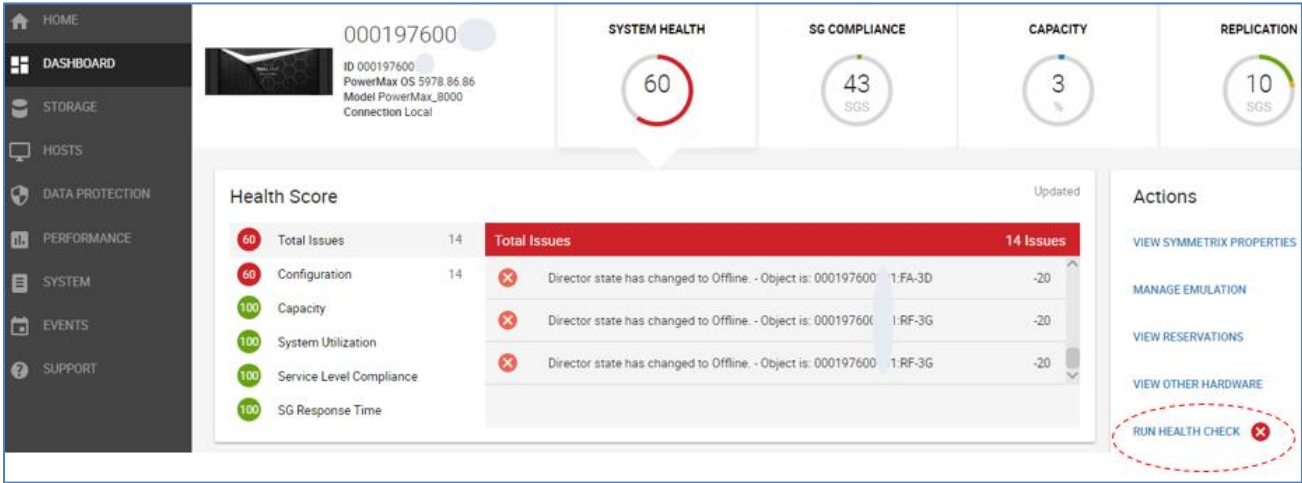 HOME
DASHBOARD
STORAGE
HOSTS
DATA PROTECTION
PERFORMANCE
SYSTEM
EVENTS
SUPPORT
000197600
ID 000197600
PowerMax OS 5978.86.86
Model PowerMax_8000
Connection Local
SYSTEM HEALTH
60
SG COMPLIANCE
43
SGS
CAPACITY
3
%
REPLICATION
10
SGS
Health Score
Updated
60 Total Issues 14
60 Configuration 14
100 Capacity
100 System Utilization
100 Service Level Compliance
100 SG Response Time
Total Issues 14 Issues
Director state has changed to Offline. - Object is: 000197600 1:FA-3D -20
Director state has changed to Offline. - Object is: 00019760 1:RF-3G -20
Director state has changed to Offline. - Object is: 000197600 1:RF-3G -20
Actions
VIEW SYMMETRIX PROPERTIES
MANAGE EMULATION
VIEW RESERVATIONS
VIEW OTHER HARDWARE
RUN HEALTH CHECK